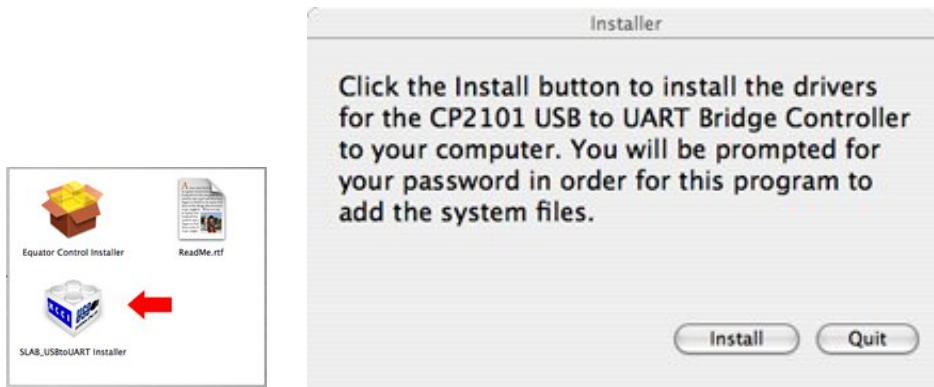 Installer
Click the Install button to install the drivers
for the CP2101 USB to UART Bridge Controller
to your computer. You will be prompted for
your password in order for this program to
add the system files.
Install
Quit
Equator Control Installer
ReadMe.rtf
USB
SLAB_USBtoUART Installer